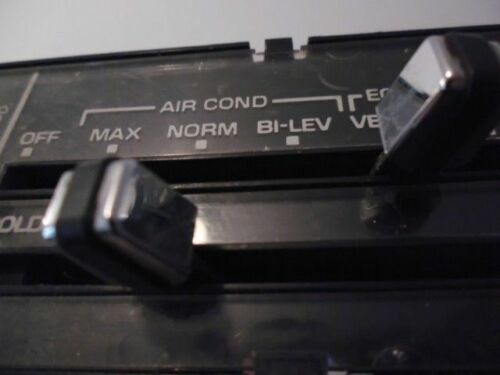 AIR COND
OFF MAX NORM BI-LEV